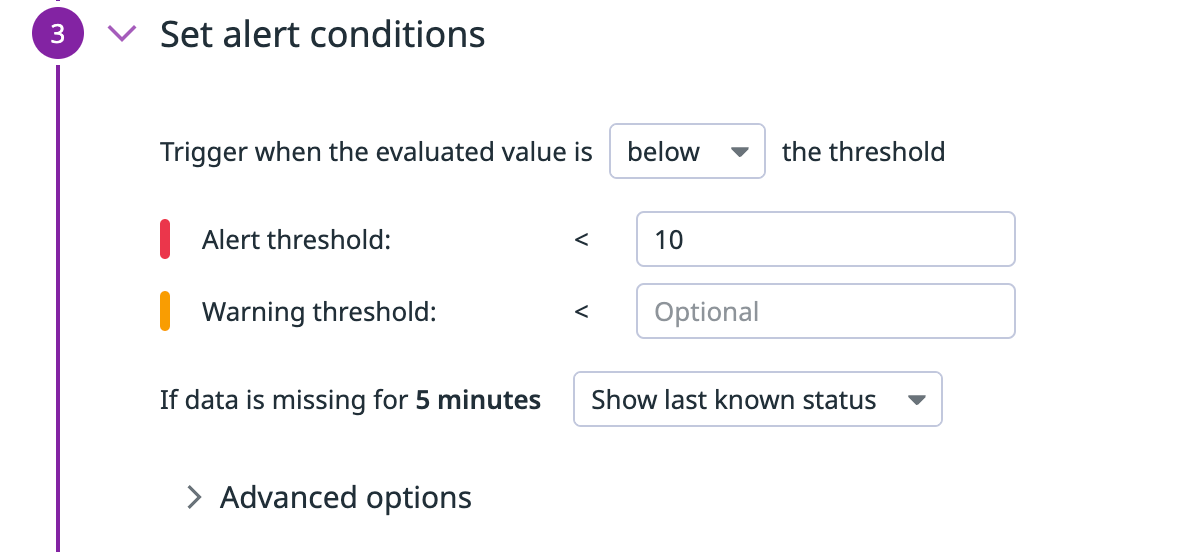 3 Set alert conditions
Trigger when the evaluated value is below the threshold
Alert threshold: < 10
Warning threshold: < Optional
If data is missing for 5 minutes Show last known status
Advanced options